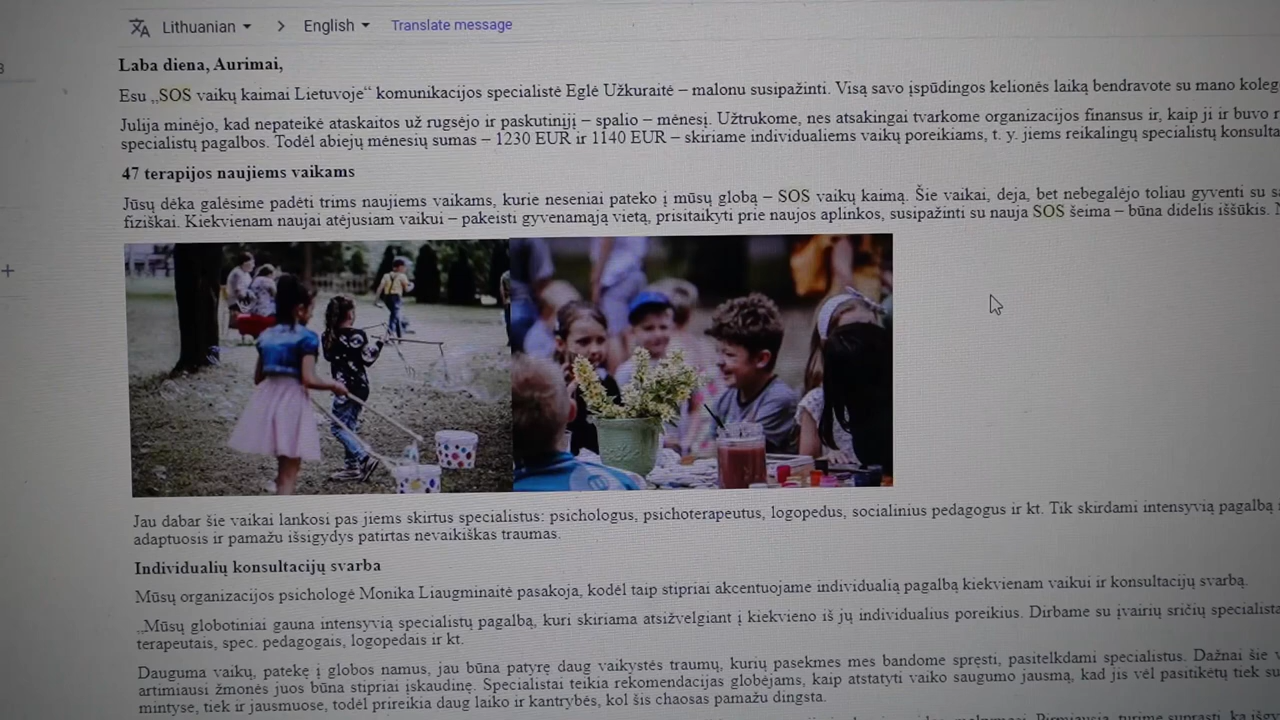 Lithuanian English Translate message
Laba diena, Aurimai,
Esu „SOS vaikų kaimai Lietuvoje“ komunikacijos specialistė Eglė Užkuraitė – malonu susipažinti. Visą savo įspūdingos kelionės laiką bendravote su mano
Julija minėjo, kad nepateikė ataskaitos už rugsėjo ir paskutinįjį – spalio – mėnesį. Užtrukome, nes atsakingai tvarkome organizacijos finansus ir, kaip ji ir buvo
specialistų pagalbos. Todėl abiejų mėnesių sumas – 1230 EUR ir 1140 EUR – skiriame individualiems vaikų poreikiams, t. y. jiems reikalingų specialistų
47 terapijos naujiems vaikams
Jūsų dėka galėsime padėti trims naujiems vaikams, kurie neseniai pateko į mūsų globą – SOS vaikų kaimą. Šie vaikai, deja, bet nebegalėjo toliau gyventi su
fiziškai. Kiekvienam naujai atėjusiam vaikui – pakeisti gyvenamąją vietą, prisitaikyti prie naujos aplinkos, susipažinti su nauja SOS šeima – būna didelis iššūkis.
Jau dabar šie vaikai lankosi pas jiems skirtus specialistus: psichologus, psichoterapeutus, logopedus, socialinius pedagogus ir kt. Tik skirdami intensyvią pagalbą
adaptuosis ir pamažu išsigydys patirtas nevaikiškas traumas.
Individualių konsultacijų svarba
Mūsų organizacijos psichologė Monika Liaugminaitė pasakoja, kodėl taip stipriai akcentuojame individualią pagalbą kiekvienam vaikui ir konsultacijų svarbą.
„Mūsų globotiniai gauna intensyvią specialistų pagalbą, kuri skiriama atsižvelgiant į kiekvieno iš jų individualius poreikius. Dirbame su įvairių sričių
terapeutais, spec. pedagogais, logopedais ir kt.
Dauguma vaikų, patekę į globos namus, jau būna patyrę daug vaikystės traumų, kurių pasekmes mes bandome spręsti, pasitelkdami specialistus. Dažnai šie
artimiausi žmonės juos būna stipriai įskaudinę. Specialistai teikia rekomendacijas globėjams, kaip atstatyti vaiko saugumo jausmą, kad jis vėl pasitikėtų tiek
mintyse, tiek ir jausmuose, todėl prireikia daug laiko ir kantrybės, kol šis chaosas pamažu dingsta.